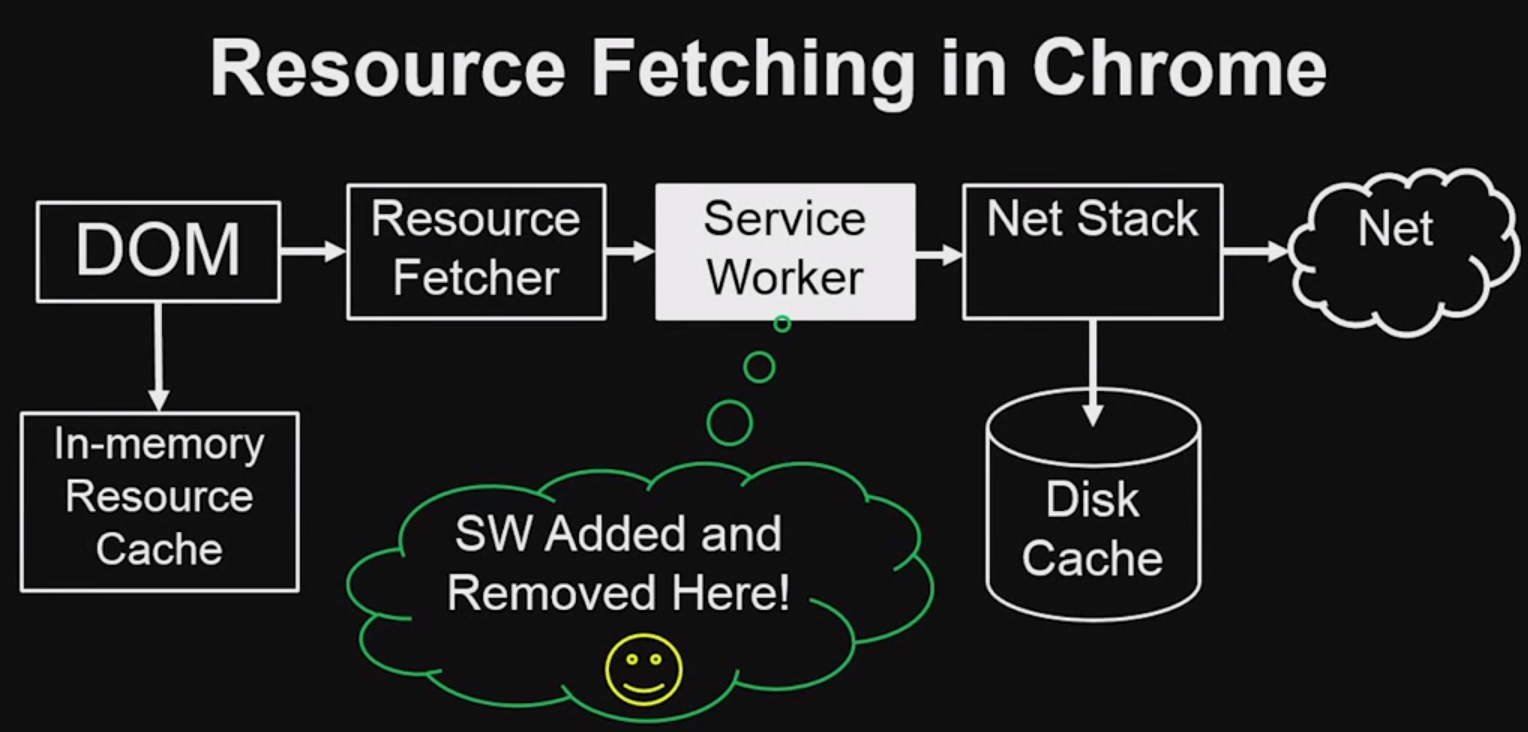 Resource Fetching in Chrome
DOM
Resource
Fetcher
Service
Worker
Net Stack
Net
In-memory
Resource
Cache
SW Added and
Removed Here!
Disk
Cache